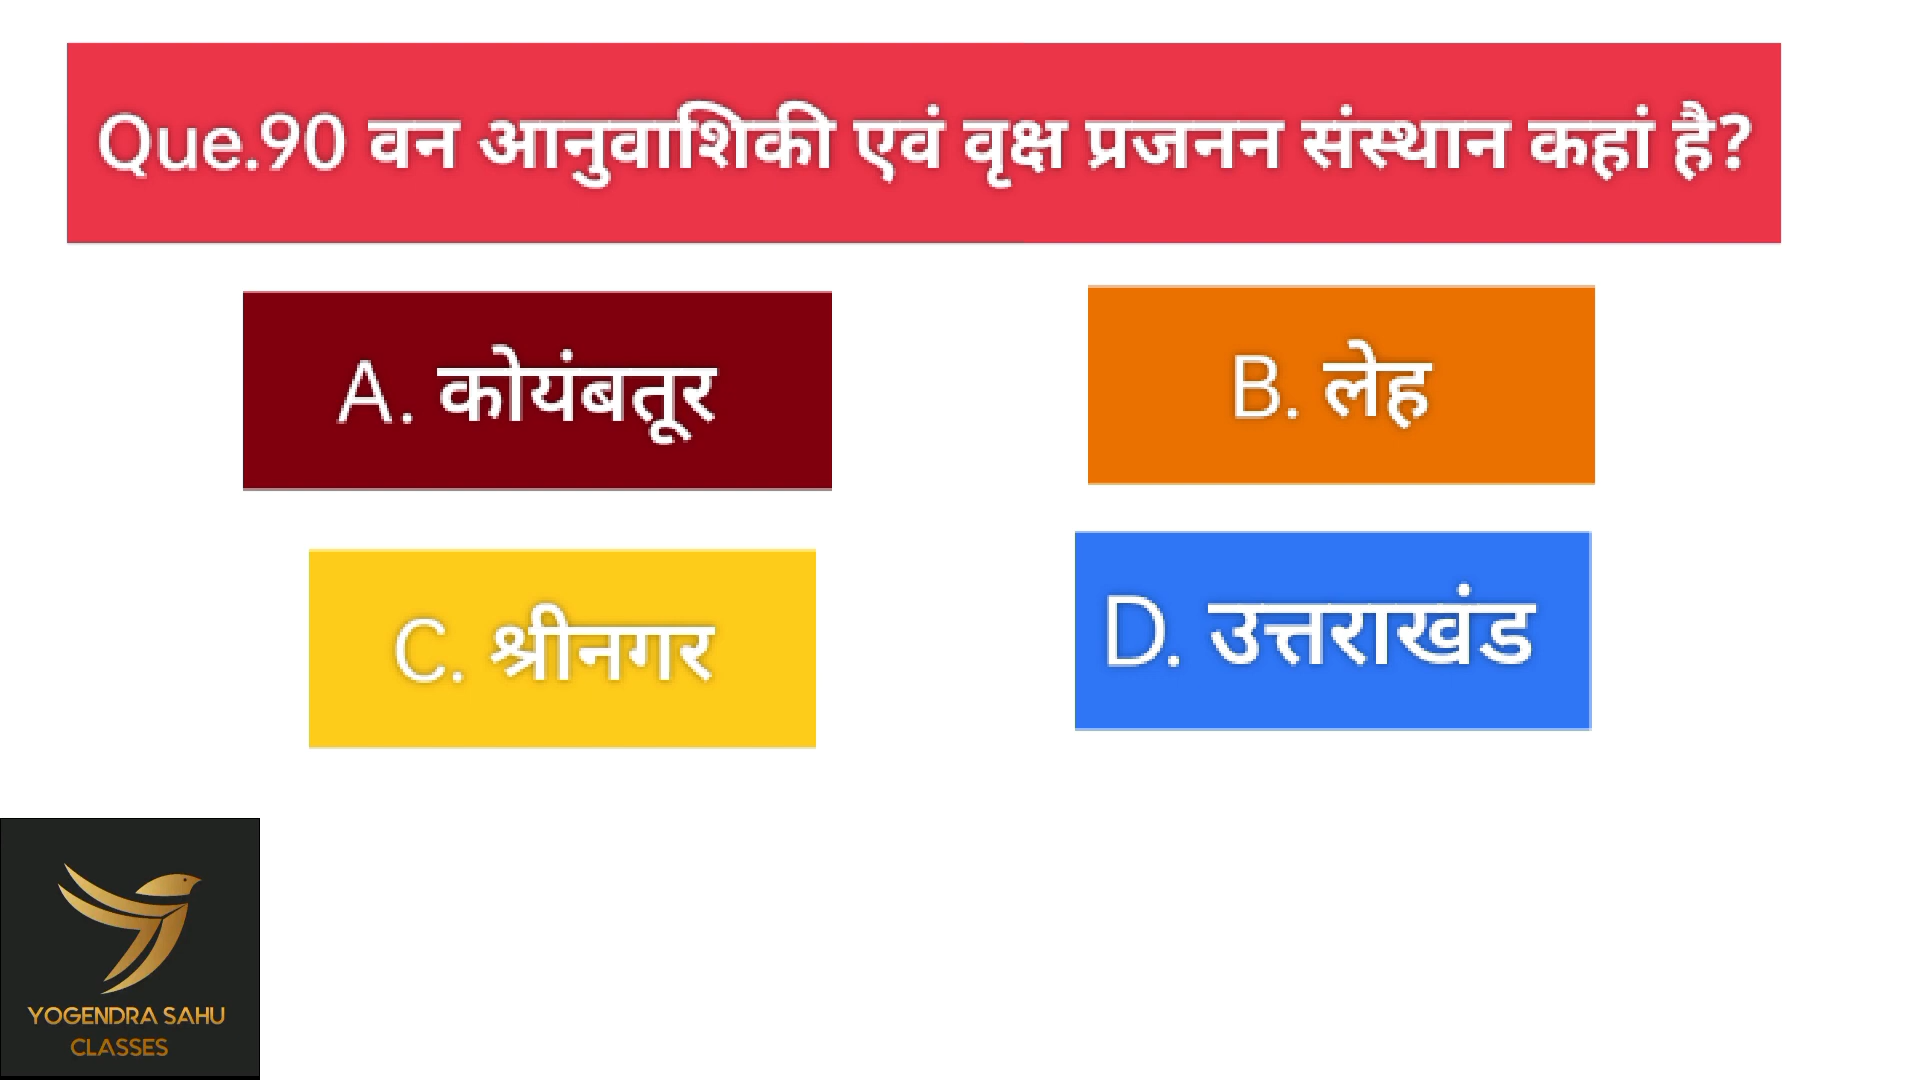 Que.90 वन आनुवाशिकी एवं वृक्ष प्रजनन संस्थान कहां है?
A. कोयंबतूर
B. लेह
C. श्रीनगर
D. उत्तराखंड
YOGENDRA SAHU
CLASSES